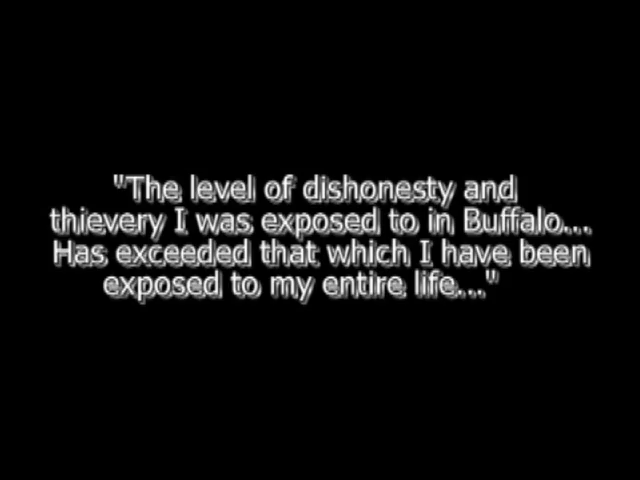 "The level of dishonesty and
thievery I was exposed to in Buffalo...
Has exceeded that which I have been
exposed to my entire life..."